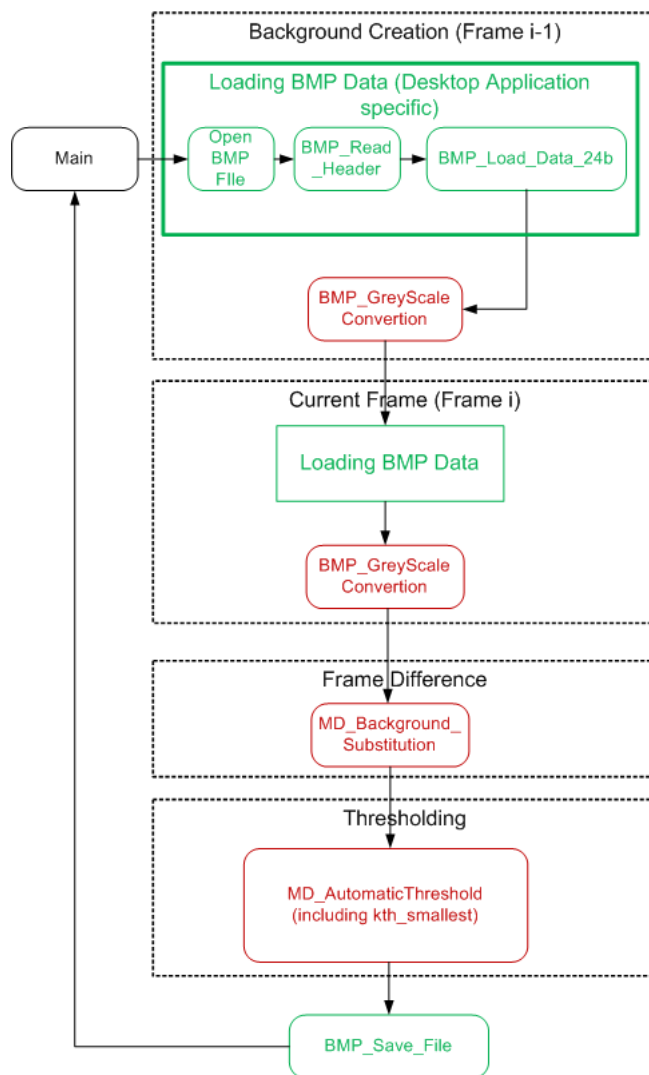 Background Creation (Frame i-1)
Loading BMP Data (Desktop Application
specific)
Main
Open
BMP
FIle
BMP_Read
_Header
BMP_Load_Data_24b
BMP_GreyScale
Convertion
Current Frame (Frame i)
Loading BMP Data
BMP_GreyScale
Convertion
Frame Difference
MD_Background_
Substitution
Thresholding
MD_AutomaticThreshold
(including kth_smallest)
BMP_Save_File